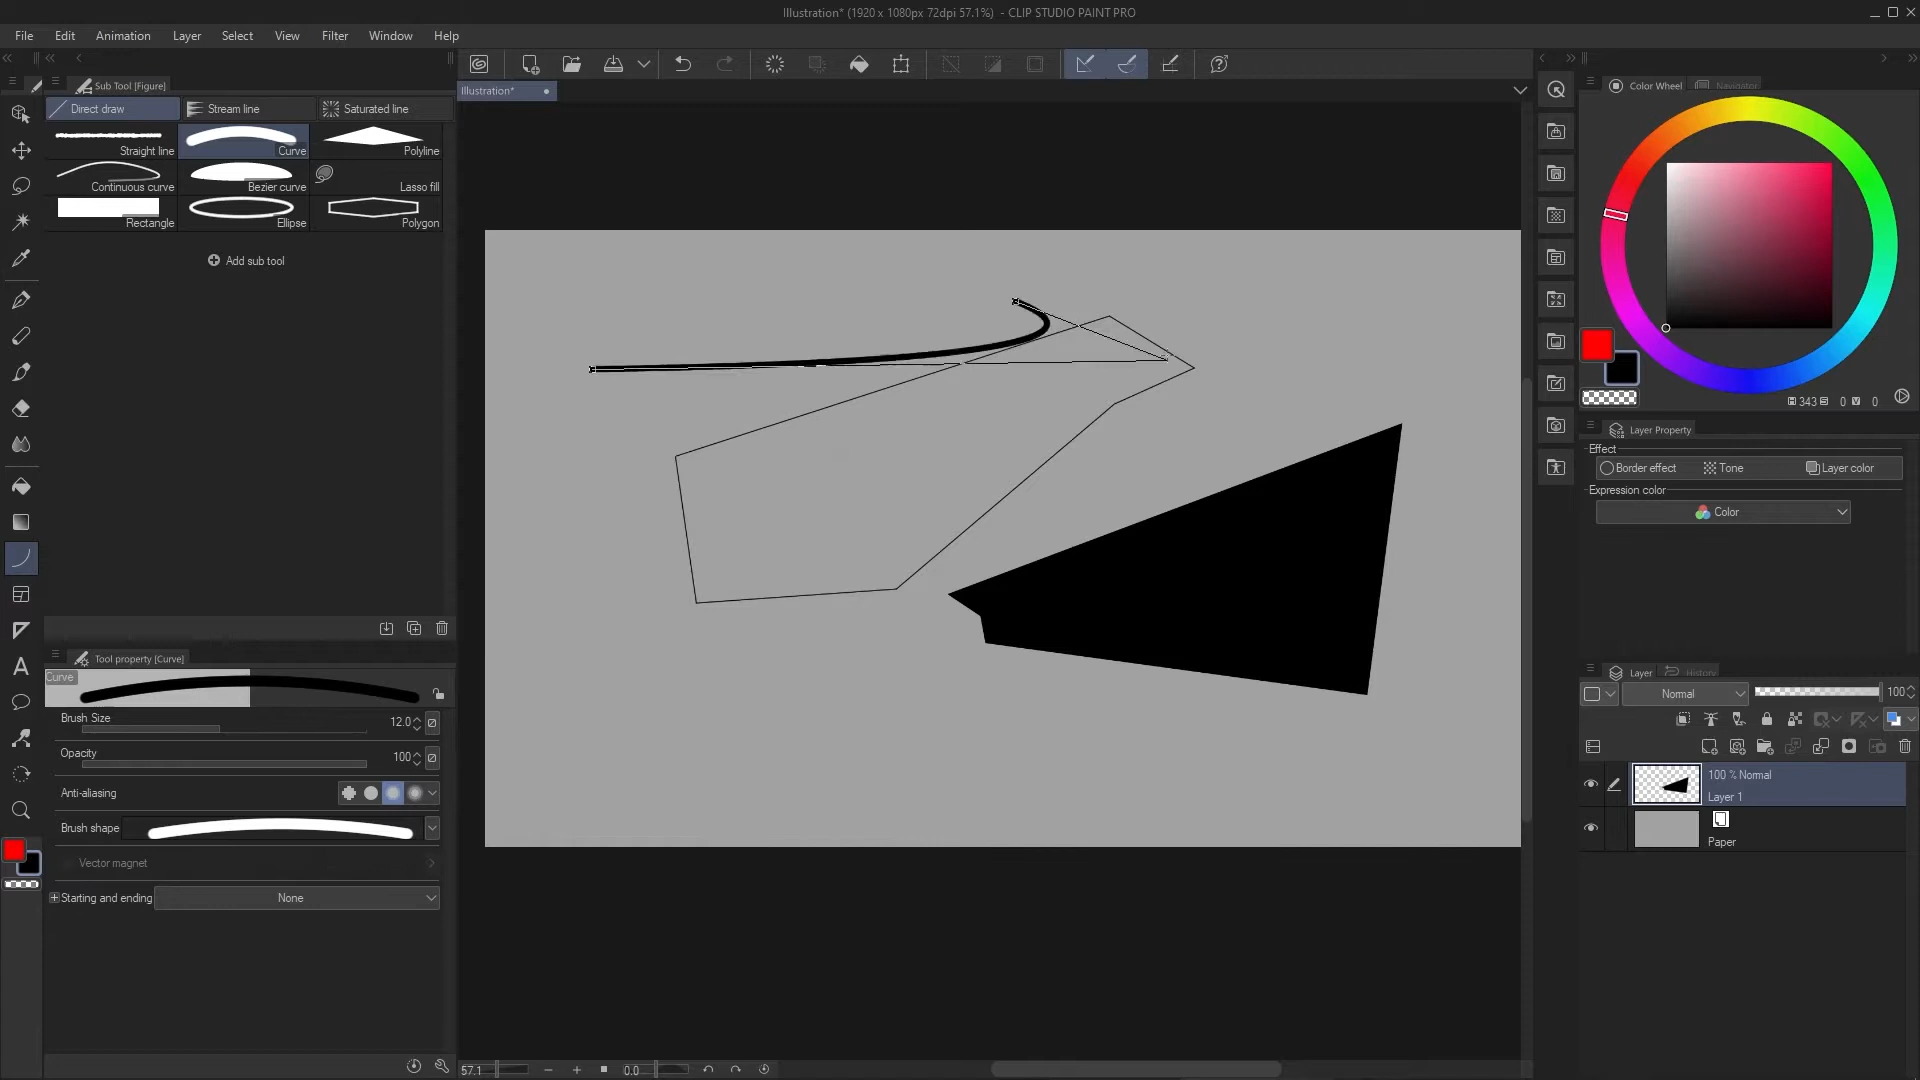 Illustration* (1920 x 1080px 72dpi 57.1%)  - CLIP STUDIO PAINT PRO
File Edit Animation Layer Select View Filter Window Help
Sub Tool [Figure]
Direct draw Stream line Saturated line
Straight line Curve Polyline
Continuous curve Bezier curve Lasso fill
Rectangle Ellipse Polygon
Add sub tool
Tool property [Curve]
Curve
Brush Size 12.0
Opacity 100
Anti-aliasing
Brush shape
Vector magnet
Starting and ending None
A
Illustration*
57.1 0.0
Color Wheel Navigator
H 343 S 0 V 0
Layer Property
Effect
Border effect Tone Layer color
Expression color
Color
Layer History
Normal 100
100 % Normal
Layer 1
Paper